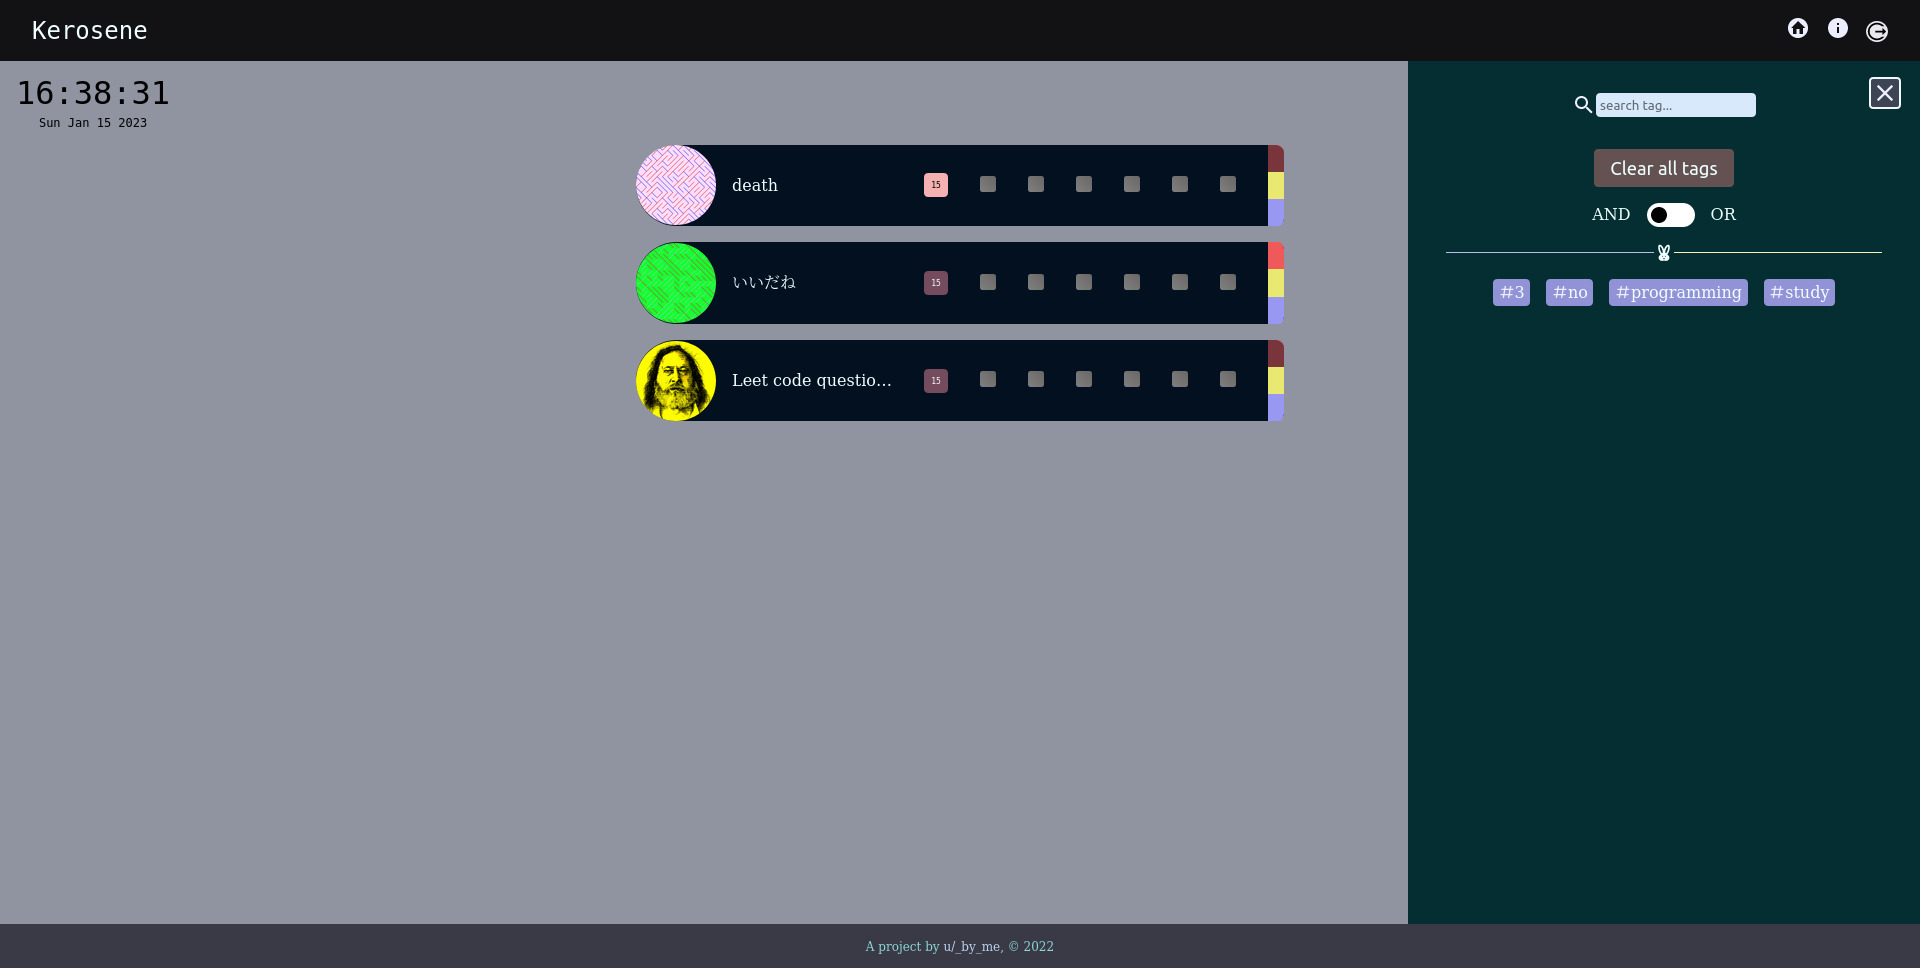 Kerosene
16:38:31
Sun Jan 15 2023
death
15
いいだね
15
Leet code questio...
15
search tag...
Clear all tags
AND OR
#3 #no #programming #study
A project by u/_by_me, © 2022